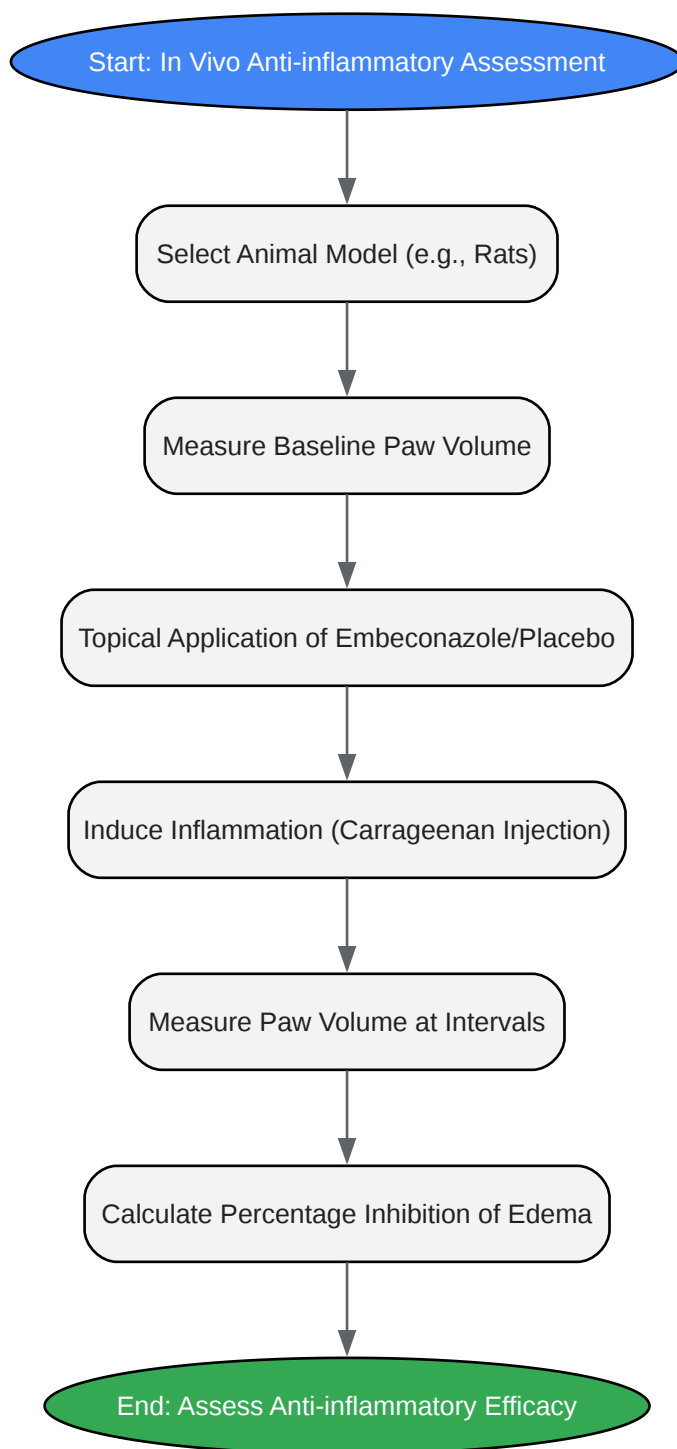 Start: In Vivo Anti-inflammatory Assessment
Select Animal Model (e.g., Rats)
Measure Baseline Paw Volume
Topical Application of Embeconazole/Placebo
Induce Inflammation (Carrageenan Injection)
Measure Paw Volume at Intervals
Calculate Percentage Inhibition of Edema
End: Assess Anti-inflammatory Efficacy